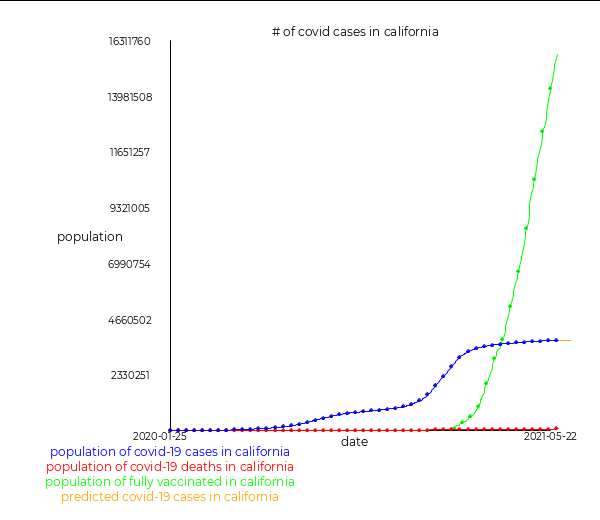 # of covid cases in california
16311760
13981508
11651257
9321005
population
6990754
4660502
2330251
2020-01-25
date
2021-05-22
population of covid-19 cases in california
population of covid-19 deaths in california
population of fully vaccinated in california
predicted covid-19 cases in california